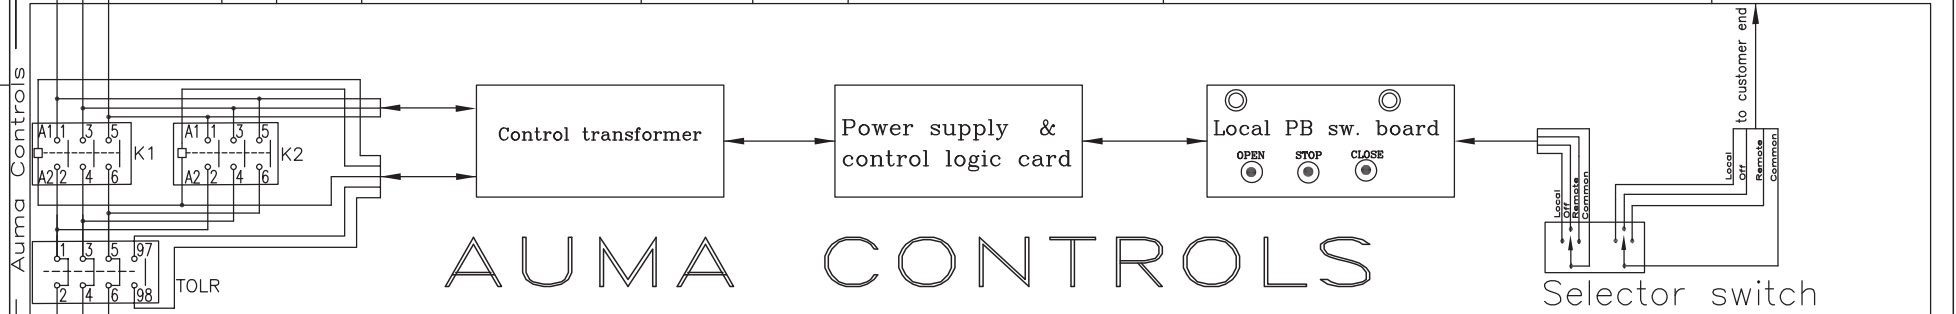 Auma Controls
A1 1 3 5
K1
A2 2 4 6
A1 1 3 5
K2
A2 2 4 6
1 3 5 97
TOLR
2 4 6 98
Control transformer
Power supply &
control logic card
Local PB sw. board
OPEN STOP CLOSE
Local
Off
Remote
Common
to customer end
Local
Off
Remote
Common
AUMA CONTROLS
Selector switch